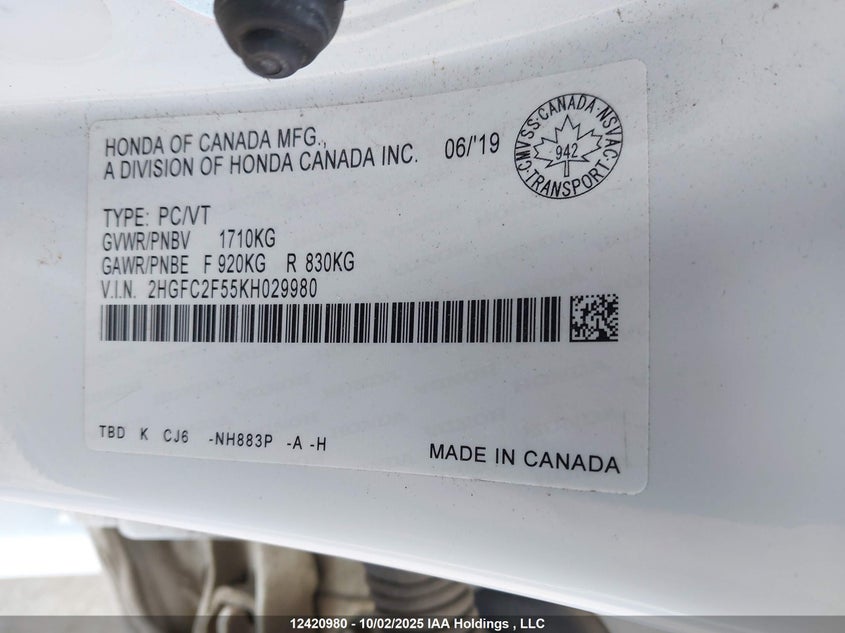 HONDA OF CANADA MFG.,
A DIVISION OF HONDA CANADA INC.
06/'19
CMVSS·CANADA·NSVAC·TRANSPORT
942
TYPE: PC/VT
GVWR/PNBV 1710KG
GAWR/PNBE F 920KG R 830KG
V.I.N. 2HGFC2F55KH029980
TBD K CJ6 -NH883P -A -H
MADE IN CANADA
12420980 - 10/02/2025 IAA Holdings , LLC